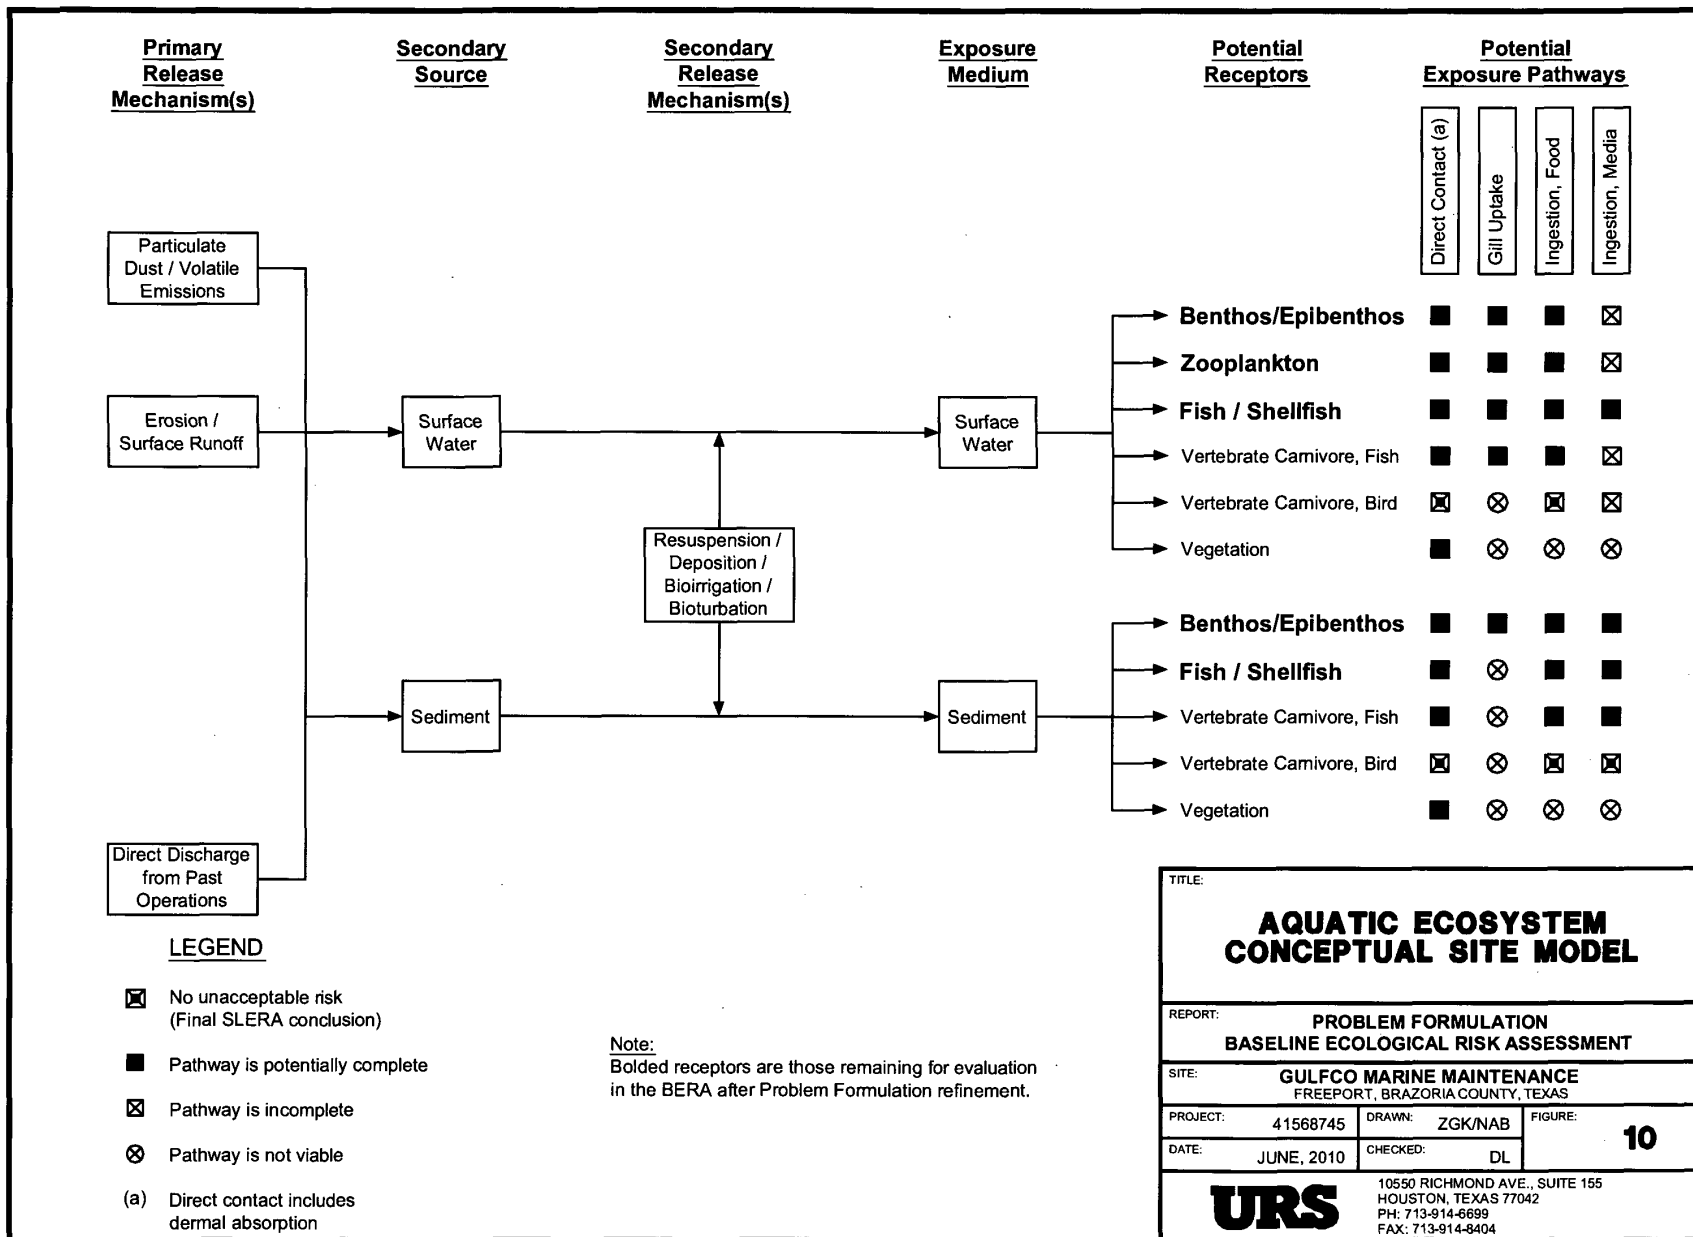 Primary
Release
Mechanism(s)
Secondary
Source
Secondary
Release
Mechanism(s)
Exposure
Medium
Potential
Receptors
Potential
Exposure Pathways
Direct Contact (a)
Gill Uptake
Ingestion, Food
Ingestion, Media
Particulate
Dust / Volatile
Emissions
Erosion /
Surface Runoff
Direct Discharge
from Past
Operations
Surface
Water
Sediment
Resuspension /
Deposition /
Bioirrigation /
Bioturbation
Surface
Water
Sediment
Benthos/Epibenthos
Zooplankton
Fish / Shellfish
Vertebrate Carnivore, Fish
Vertebrate Carnivore, Bird
Vegetation
Benthos/Epibenthos
Fish / Shellfish
Vertebrate Carnivore, Fish
Vertebrate Carnivore, Bird
Vegetation
LEGEND
No unacceptable risk
(Final SLERA conclusion)
Pathway is potentially complete
Pathway is incomplete
Pathway is not viable
(a) Direct contact includes
dermal absorption
Note:
Bolded receptors are those remaining for evaluation
in the BERA after Problem Formulation refinement.
TITLE:
AQUATIC ECOSYSTEM
CONCEPTUAL SITE MODEL
REPORT:
PROBLEM FORMULATION
BASELINE ECOLOGICAL RISK ASSESSMENT
SITE:
GULFCO MARINE MAINTENANCE
FREEPORT, BRAZORIA COUNTY, TEXAS
PROJECT: 41568745
DRAWN: ZGK/NAB
FIGURE: 10
DATE: JUNE, 2010
CHECKED: DL
URS
10550 RICHMOND AVE., SUITE 155
HOUSTON, TEXAS 77042
PH: 713-914-6699
FAX: 713-914-8404